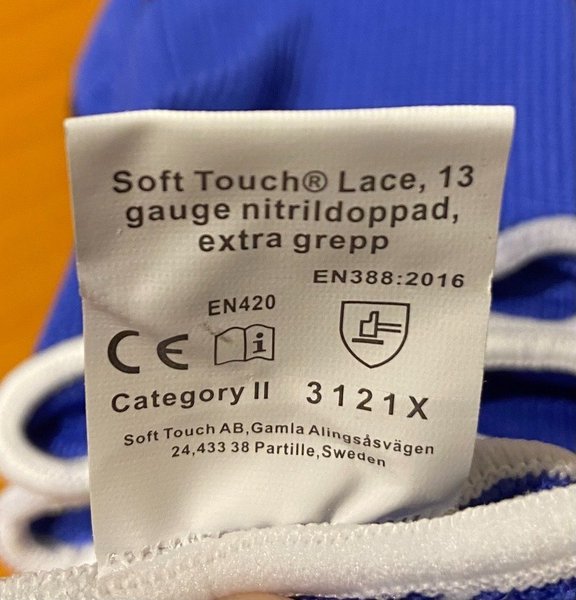 Soft Touch® Lace, 13
gauge nitrildoppad,
extra grepp
EN388:2016
EN420
CE i
Category II 3121X
Soft Touch AB,Gamla Alingsåsvägen
24,433 38 Partille,Sweden